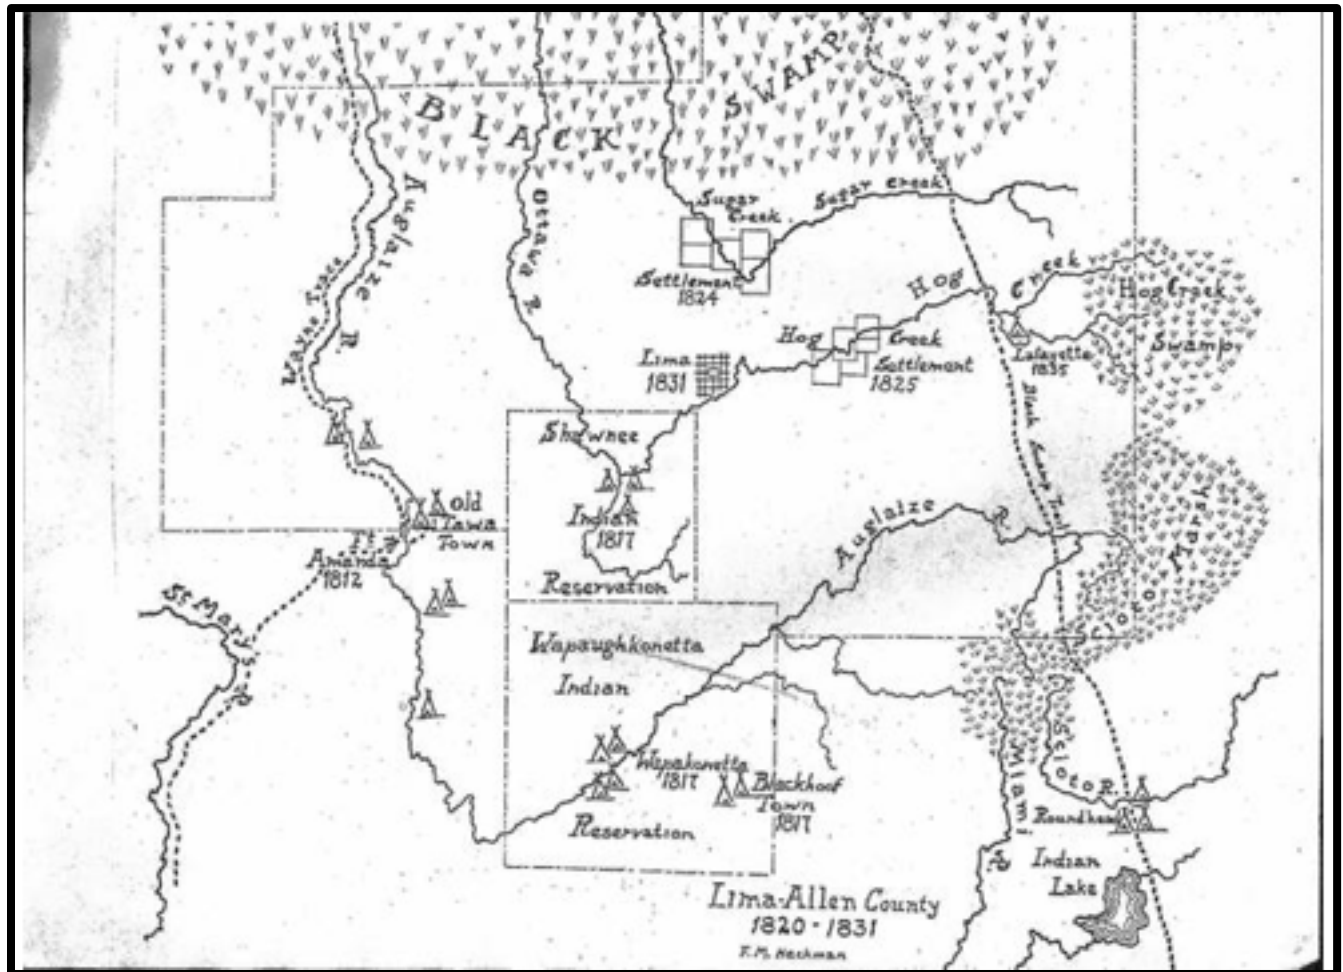 BLACK SWAMP
Auglaize R.
Wayne Trace
Ottawa R
Sugar
Creek
Settlement
1824
Sugar Creek
Hog Creek
Hog Creek
Swamp
Lima
1831
Hog Creek
Settlement
1825
Lafayette
1835
Shawnee
Indian
1817
Reservation
Old
Tawa
Town
Ft
Amanda
1812
St Mary's R
Auglaize R.
Scioto Marsh
Wapaughkonetta
Indian
Wapakonetta
1817
Blackhoof
Town
1817
Reservation
Scioto R.
Miami R
Indian
Lake
Lima-Allen County
1820 - 1831